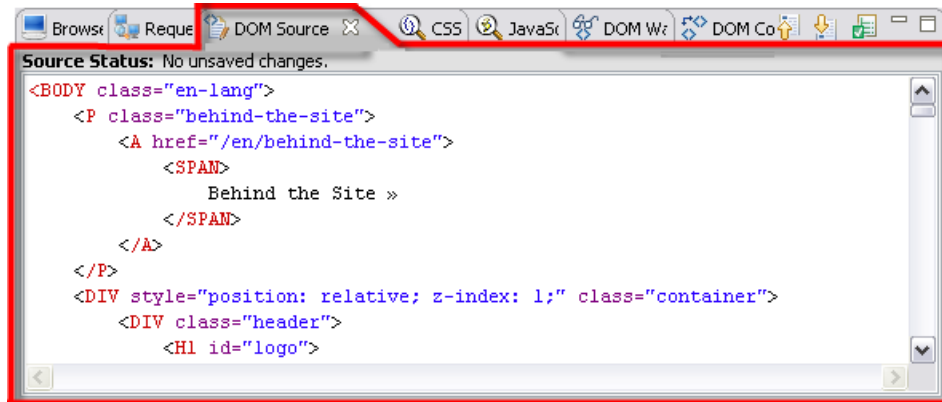 Browse Reque DOM Source CSS JavaSc DOM Wa DOM Co
Source Status: No unsaved changes.
<BODY class="en-lang">
<P class="behind-the-site">
<A href="/en/behind-the-site">
<SPAN>
Behind the Site »
</SPAN>
</A>
</P>
<DIV style="position: relative; z-index: 1;" class="container">
<DIV class="header">
<H1 id="logo">